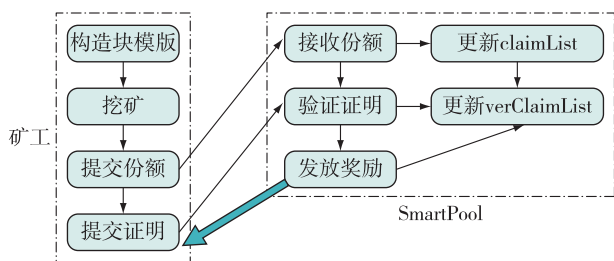 构造块模版
挖矿
提交份额
提交证明
矿工
接收份额
更新claimList
验证证明
更新verClaimList
发放奖励
SmartPool